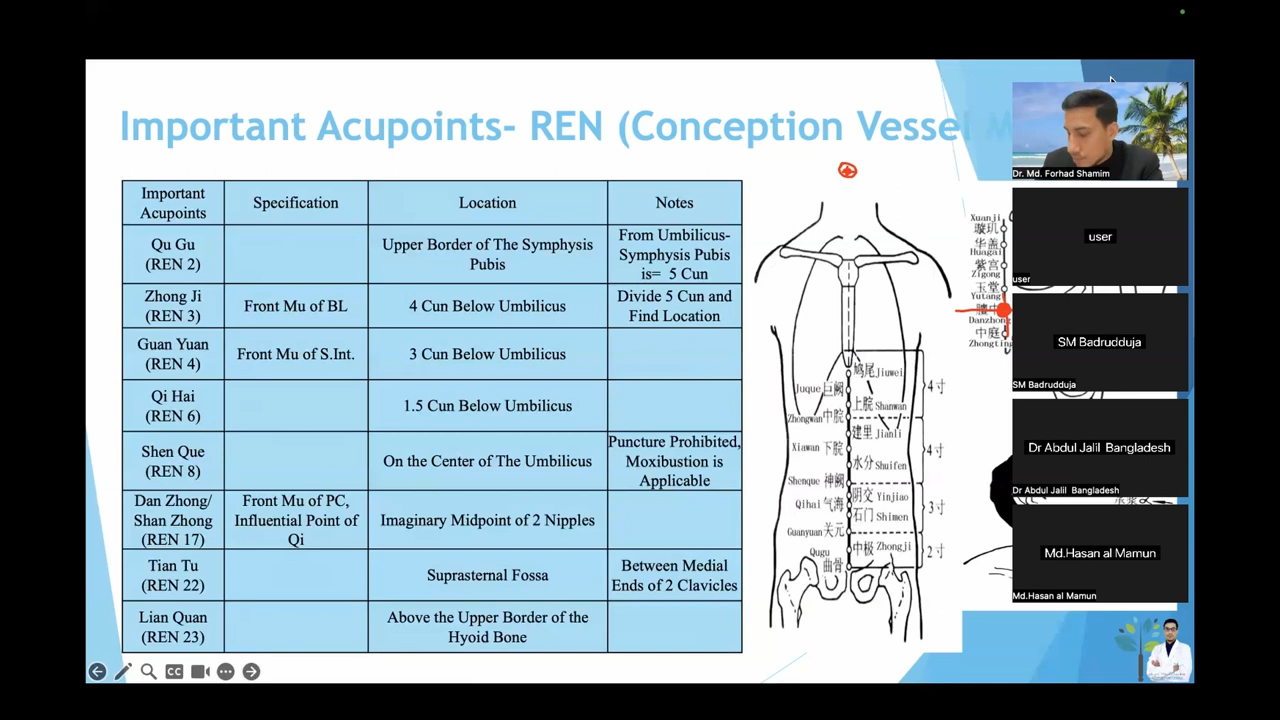 Important Acupoints- REN (Conception Vessel M
Important
Acupoints
Specification
Location
Notes
Qu Gu
(REN 2)
Upper Border of The Symphysis
Pubis
From Umbilicus-
Symphysis Pubis
is= 5 Cun
Zhong Ji
(REN 3)
Front Mu of BL
4 Cun Below Umbilicus
Divide 5 Cun and
Find Location
Guan Yuan
(REN 4)
Front Mu of S.Int.
3 Cun Below Umbilicus
Qi Hai
(REN 6)
1.5 Cun Below Umbilicus
Shen Que
(REN 8)
On the Center of The Umbilicus
Puncture Prohibited,
Moxibustion is
Applicable
Dan Zhong/
Shan Zhong
(REN 17)
Front Mu of PC,
Influential Point of
Qi
Imaginary Midpoint of 2 Nipples
Tian Tu
(REN 22)
Suprasternal Fossa
Between Medial
Ends of 2 Clavicles
Lian Quan
(REN 23)
Above the Upper Border of the
Hyoid Bone
鸠尾 Jiuwei
Juque 巨阙
4寸
上脘 Shanwan
Zhongwan 中脘
建里 Jianli
Xiawan 下脘
4寸
水分 Shuifen
Shenque 神阙
阴交 Yinjiao
Qihai 气海
3寸
石门 Shimen
Guanyuan 关元
中极 Zhongji
2寸
Qugu
曲骨
Xuanji
璇玑
华盖
Huagai
紫宫
Zigong
玉堂
Yutang
膻中
Danzhong
中庭
Zhongting
Dr. Md. Forhad Shamim
user
user
SM Badrudduja
SM Badrudduja
Dr Abdul Jalil Bangladesh
Dr Abdul Jalil Bangladesh
Md.Hasan al Mamun
Md.Hasan al Mamun
CC